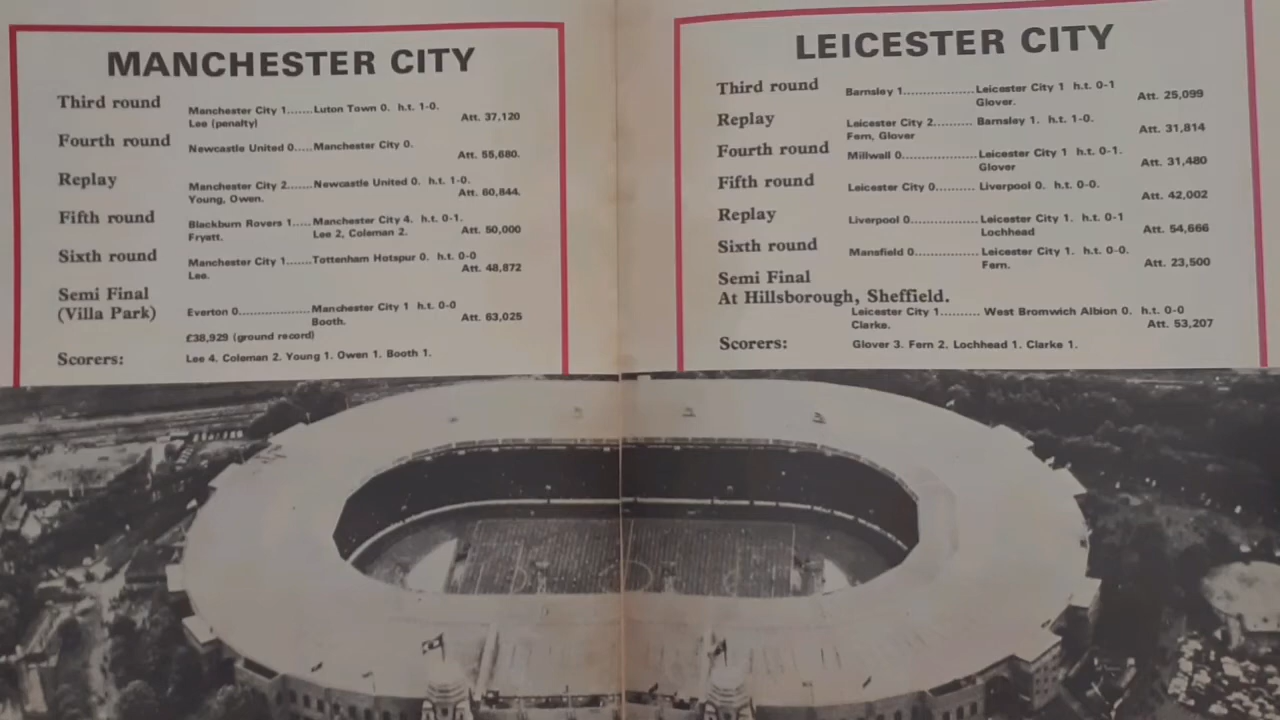 MANCHESTER CITY
Third round
Manchester City 1.......Luton Town 0. h.t. 1-0.
Lee (penalty)
Att. 37,120
Fourth round
Newcastle United 0.....Manchester City 0.
Att. 55,680.
Replay
Manchester City 2.......Newcastle United 0. h.t. 1-0.
Young, Owen.
Att. 60,844.
Fifth round
Blackburn Rovers 1.....Manchester City 4. h.t. 0-1.
Fryatt. Lee 2, Coleman 2.
Att. 50,000
Sixth round
Manchester City 1.......Tottenham Hotspur 0. h.t. 0-0
Lee.
Att. 48,872
Semi Final
(Villa Park)
Everton 0...................Manchester City 1 h.t. 0-0
Booth.
Att. 63,025
£38,929 (ground record)
Scorers: Lee 4. Coleman 2. Young 1. Owen 1. Booth 1.
LEICESTER CITY
Third round
Barnsley 1..................Leicester City 1 h.t. 0-1
Glover.
Att. 25,099
Replay
Leicester City 2.......... Barnsley 1. h.t. 1-0.
Fern, Glover
Att. 31,814
Fourth round
Millwall 0...................Leicester City 1 h.t. 0-1.
Glover
Att. 31,480
Fifth round
Leicester City 0.......... Liverpool 0. h.t. 0-0.
Att. 42,002
Replay
Liverpool 0.................Leicester City 1. h.t. 0-1
Lochhead
Att. 54,666
Sixth round
Mansfield 0.................Leicester City 1. h.t. 0-0.
Fern.
Att. 23,500
Semi Final
At Hillsborough, Sheffield.
Leicester City 1.......... West Bromwich Albion 0. h.t. 0-0
Clarke.
Att. 53,207
Scorers: Glover 3. Fern 2. Lochhead 1. Clarke 1.